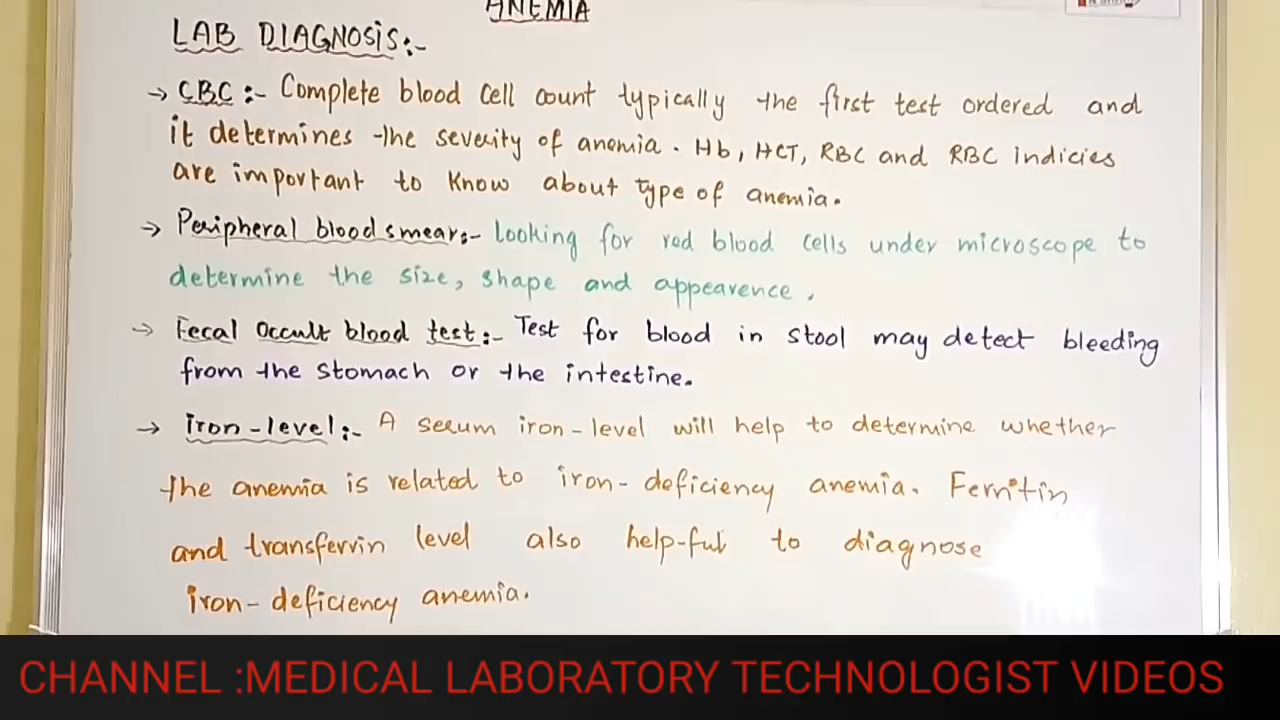 ANEMIA
LAB DIAGNOSIS:-
→ CBC :- Complete blood cell count typically the first test ordered and
it determines the severity of anemia. Hb, HCT, RBC and RBC indicies
are important to know about type of anemia.
→ Peripheral blood smear:- looking for red blood cells under microscope to
determine the size, shape and appearence.
→ Fecal Occult blood test:- Test for blood in stool may detect bleeding
from the stomach or the intestine.
→ iron-level:- A serum iron-level will help to determine whether
the anemia is related to iron-deficiency anemia. Ferritin
and transferrin level also help-ful to diagnose
iron-deficiency anemia.
CHANNEL :MEDICAL LABORATORY TECHNOLOGIST VIDEOS